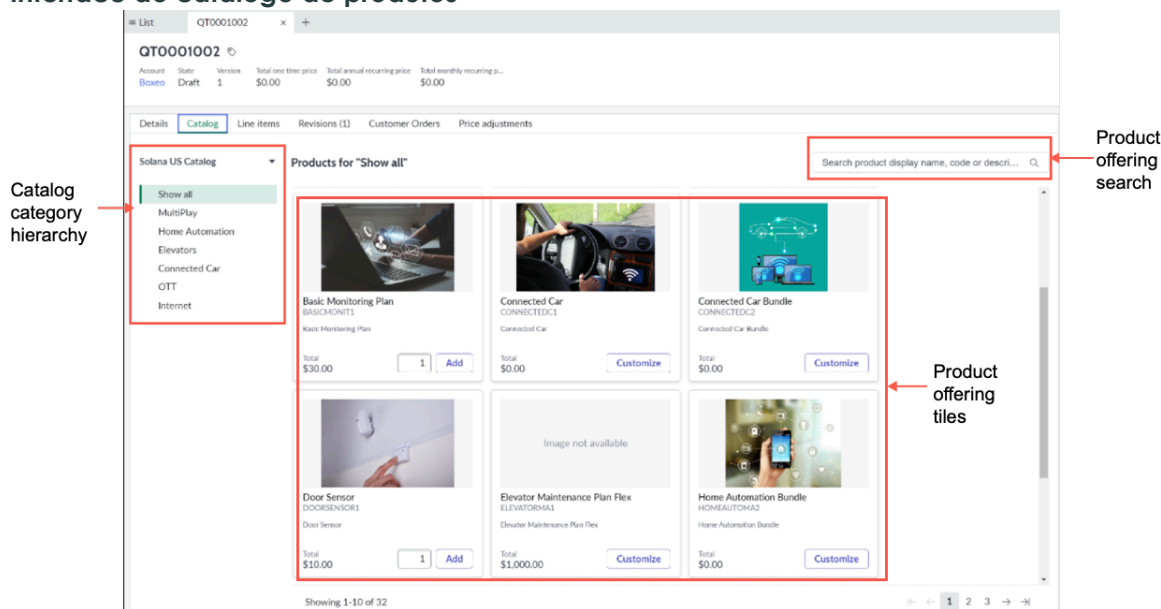 List
QT0001002
QT0001002
Account State Version Total one time price Total annual recurring price Total monthly recurring p...
Boxeo Draft 1 $0.00 $0.00 $0.00
Details Catalog Line items Revisions (1) Customer Orders Price adjustments
Solana US Catalog
Products for "Show all"
Search product display name, code or descri...
Product
offering
search
Catalog
category
hierarchy
Show all
MultiPlay
Home Automation
Elevators
Connected Car
OTT
Internet
Basic Monitoring Plan
BASICMONIT1
Basic Monitoring Plan
Total
$30.00 1 Add
Connected Car
CONNECTEDC1
Connected Car
Total
$0.00 Customize
Connected Car Bundle
CONNECTEDC2
Connected Car Bundle
Total
$0.00 Customize
Product
offering
tiles
Door Sensor
DOORSENSOR1
Door Sensor
Total
$10.00 1 Add
Image not available
Elevator Maintenance Plan Flex
ELEVATORMA1
Elevator Maintenance Plan Flex
Total
$1,000.00 Customize
Home Automation Bundle
HOMEAUTOMA2
Home Automation Bundle
Total
$0.00 Customize
Showing 1-10 of 32
1 2 3